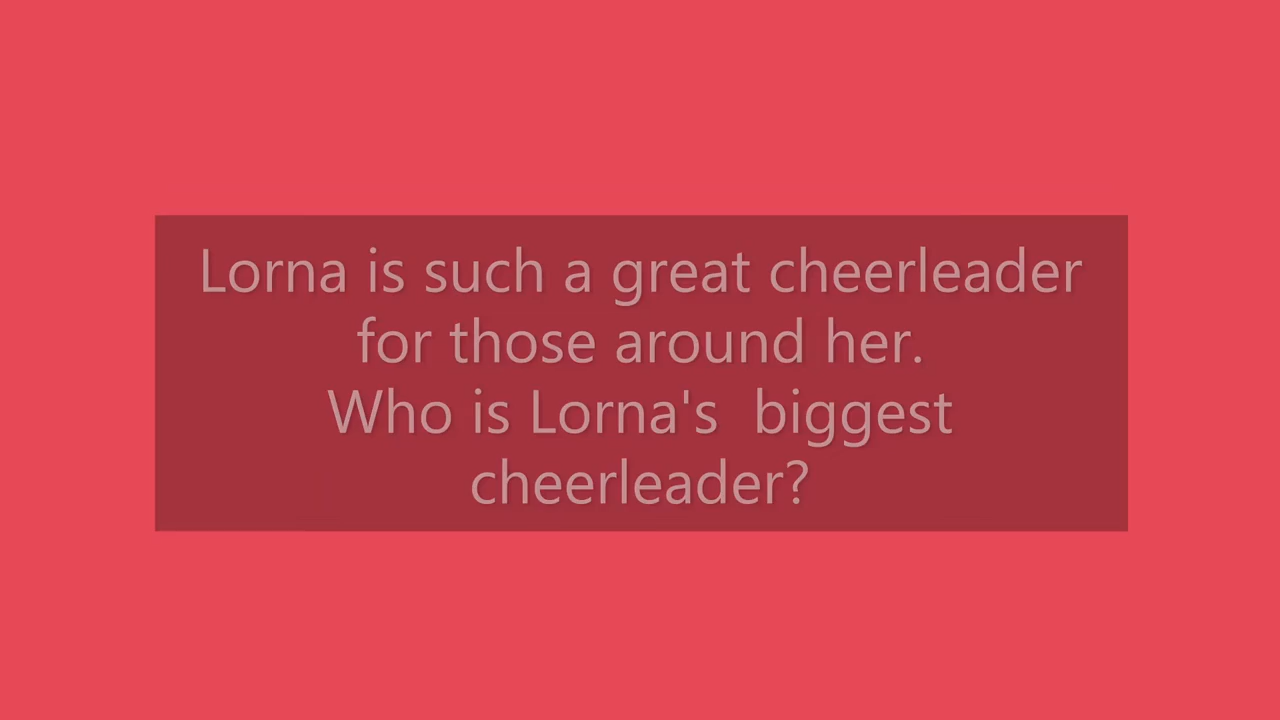 Lorna is such a great cheerleader
for those around her.
Who is Lorna's  biggest
cheerleader?